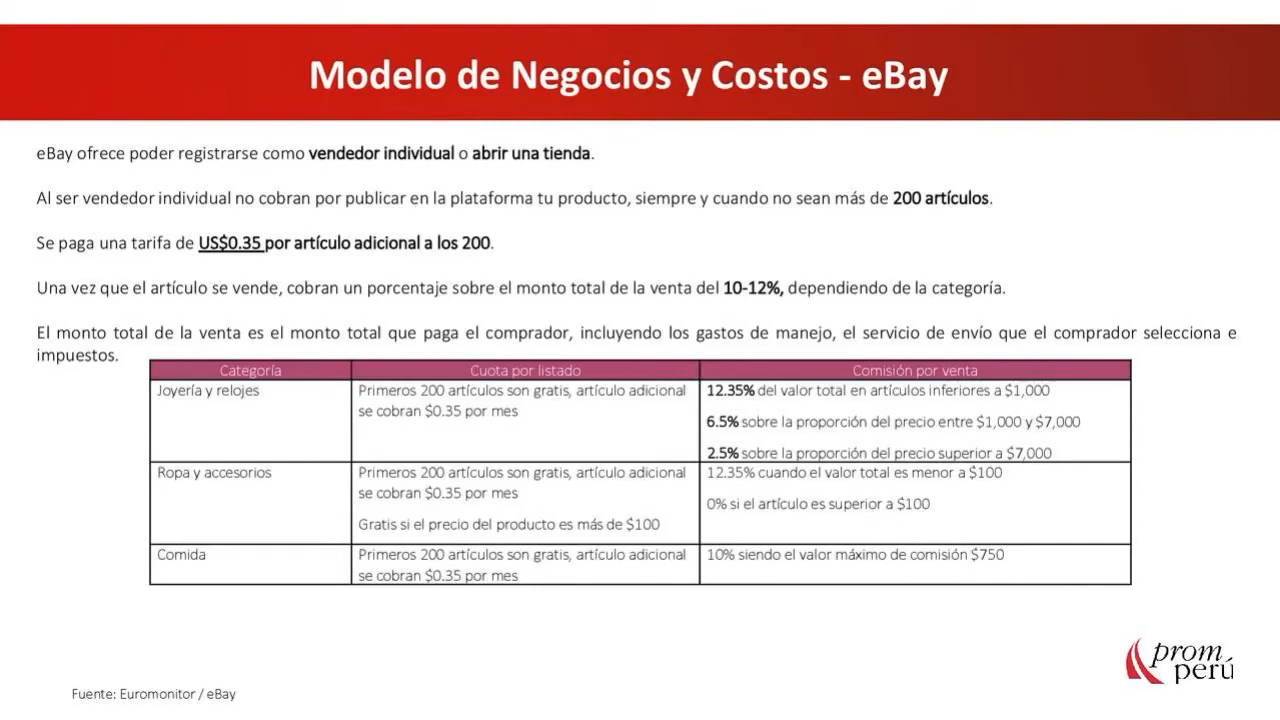 Modelo de Negocios y Costos - eBay
eBay ofrece poder registrarse como vendedor individual o abrir una tienda.
Al ser vendedor individual no cobran por publicar en la plataforma tu producto, siempre y cuando no sean más de 200 artículos.
Se paga una tarifa de US$0.35 por artículo adicional a los 200.
Una vez que el artículo se vende, cobran un porcentaje sobre el monto total de la venta del 10-12%, dependiendo de la categoría.
El monto total de la venta es el monto total que paga el comprador, incluyendo los gastos de manejo, el servicio de envío que el comprador selecciona e
impuestos.
Categoría Cuota por listado Comisión por venta
Joyería y relojes
Primeros 200 artículos son gratis, artículo adicional
se cobran $0.35 por mes
12.35% del valor total en artículos inferiores a $1,000
6.5% sobre la proporción del precio entre $1,000 y $7,000
2.5% sobre la proporción del precio superior a $7,000
Ropa y accesorios
Primeros 200 artículos son gratis, artículo adicional
se cobran $0.35 por mes
Gratis si el precio del producto es más de $100
12.35% cuando el valor total es menor a $100
0% si el artículo es superior a $100
Comida
Primeros 200 artículos son gratis, artículo adicional
se cobran $0.35 por mes
10% siendo el valor máximo de comisión $750
prom
perú
Fuente: Euromonitor / eBay